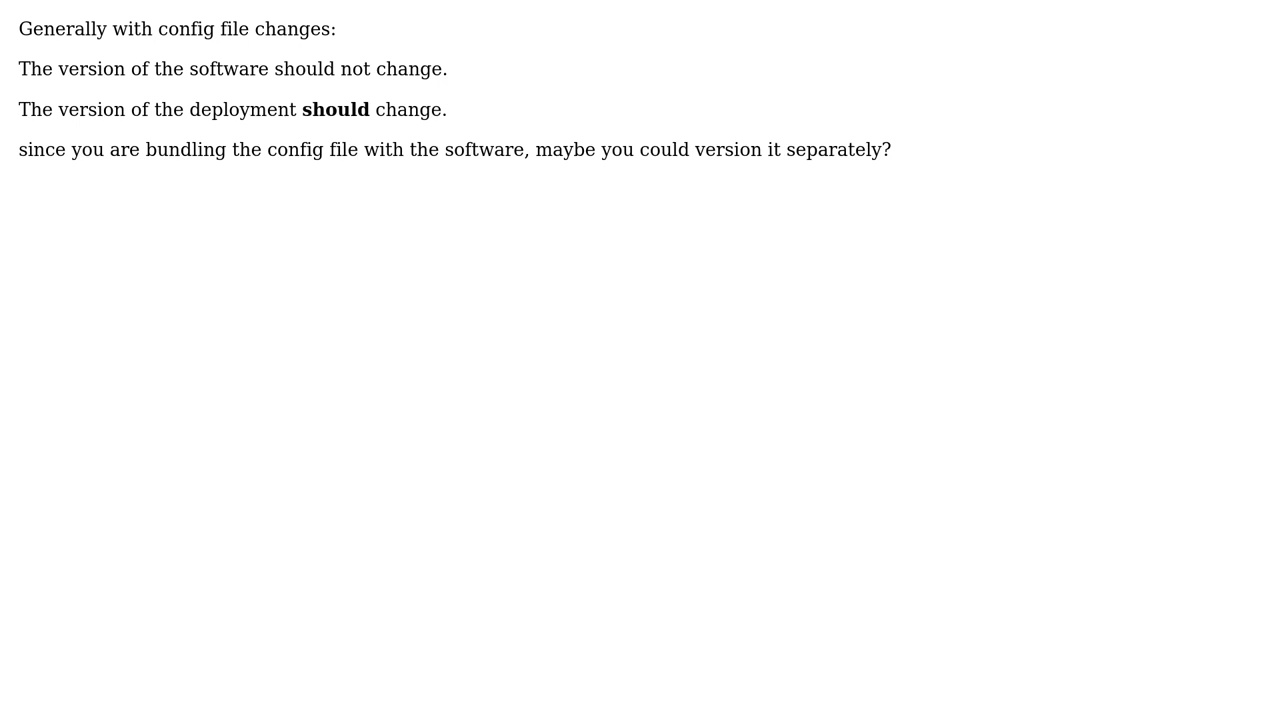 Generally with config file changes:
The version of the software should not change.
The version of the deployment should change.
since you are bundling the config file with the software, maybe you could version it separately?